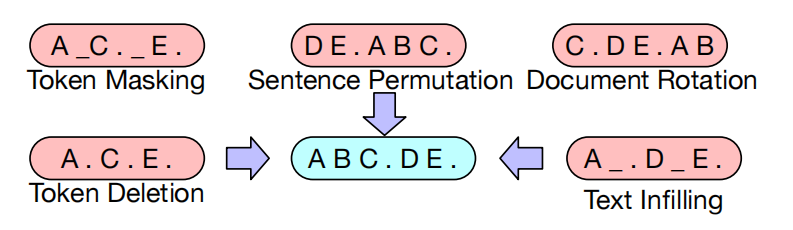 A _ C . _ E .
D E . A B C .
C . D E . A B
Token Masking
Sentence Permutation
Document Rotation
A . C . E .
A B C . D E .
A _ . D _ E .
Token Deletion
Text Infilling